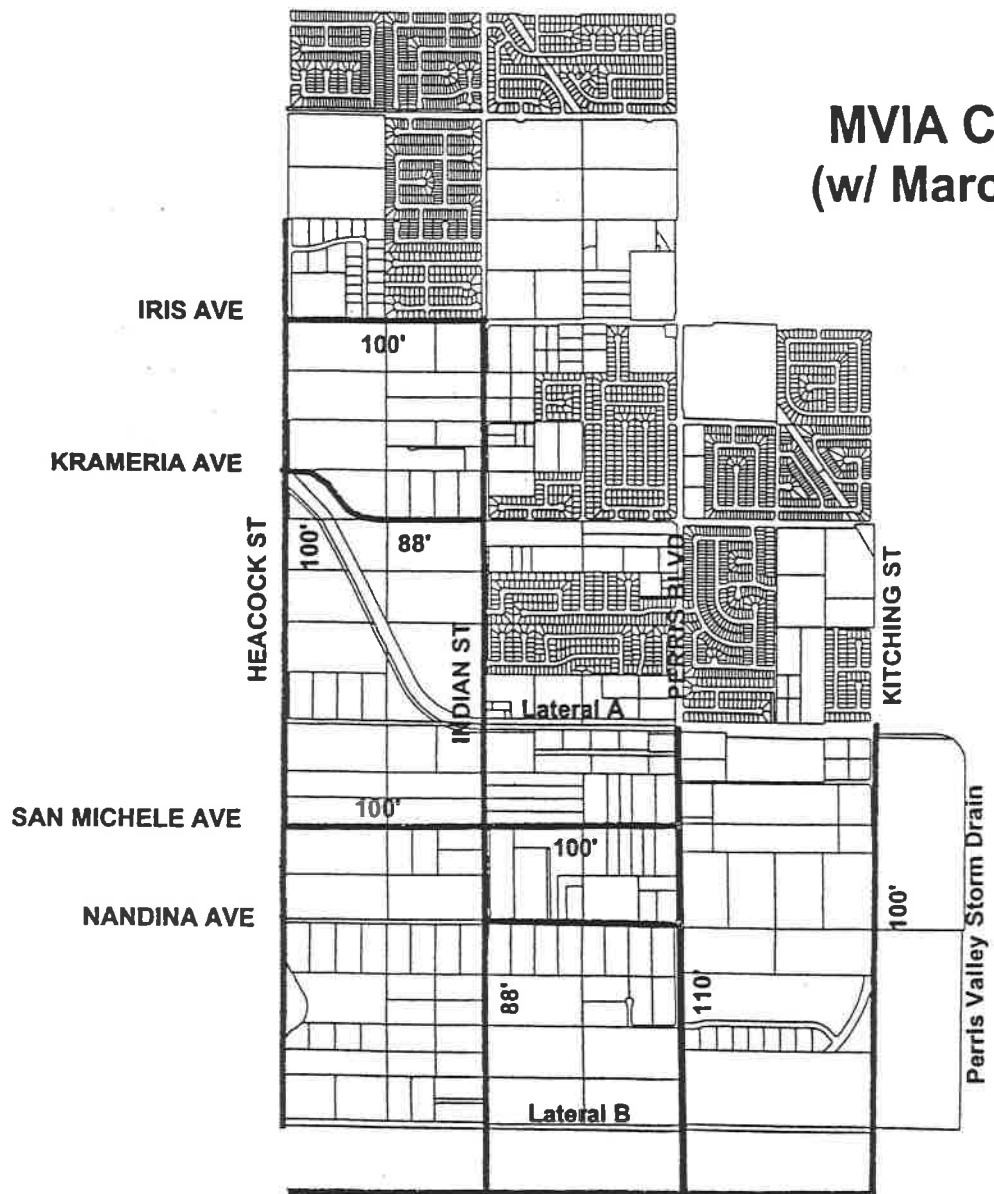 MVIA C
(w/ Marc
IRIS AVE
100'
KRAMERIA AVE
HEACOCK ST
100'
88'
INDIAN ST
PERRIS BLVD
KITCHING ST
Lateral A
SAN MICHELE AVE
100'
100'
NANDINA AVE
88'
110'
100'
Perris Valley Storm Drain
Lateral B